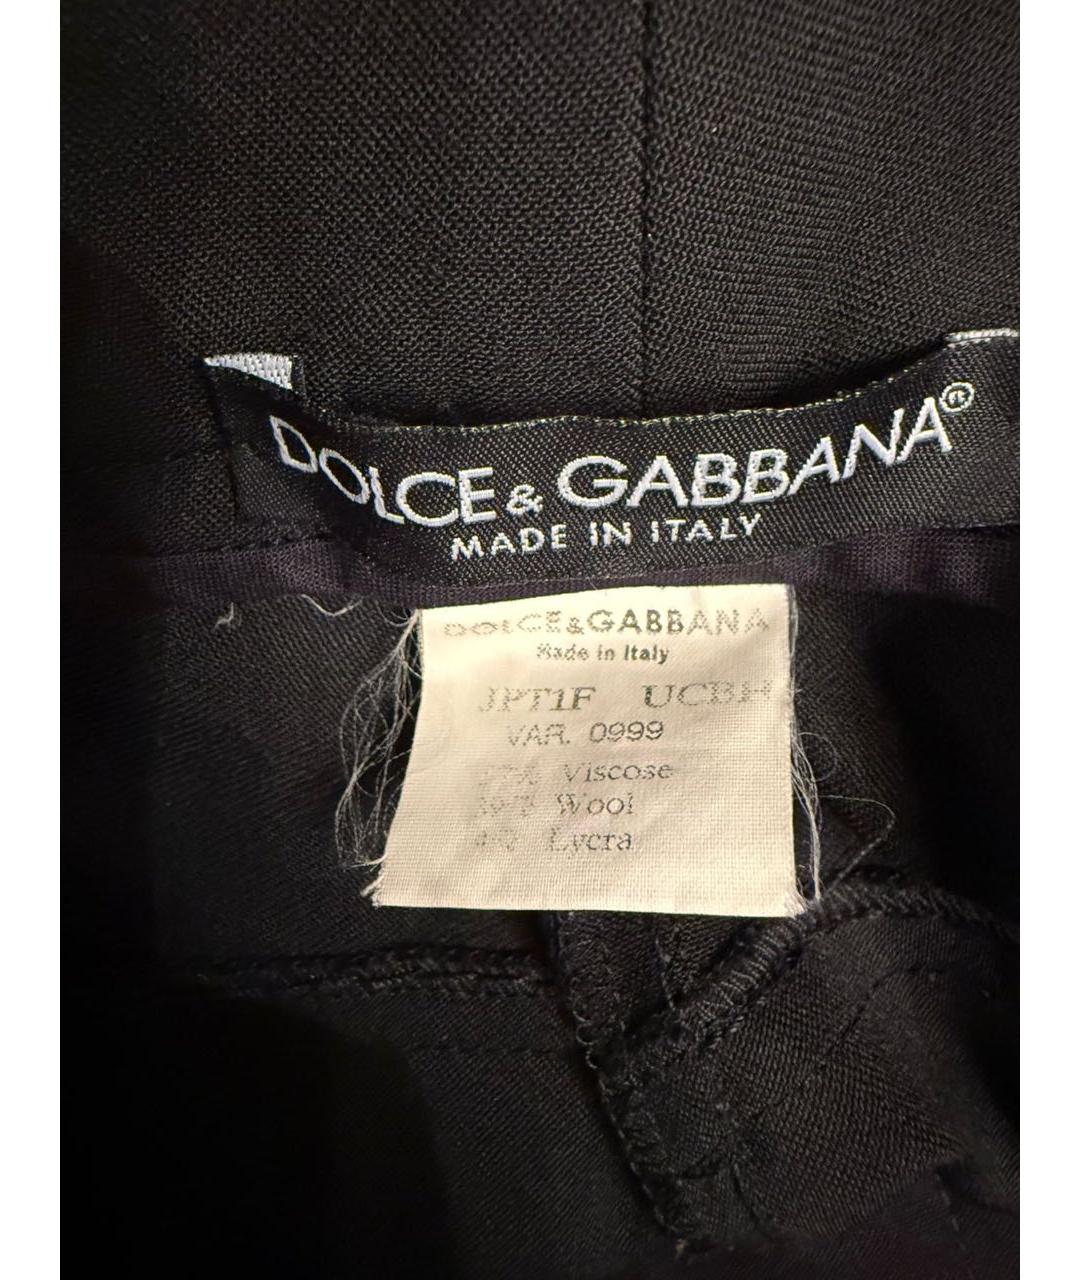 DOLCE & GABBANA®
MADE IN ITALY
DOLCE&GABBANA
Made in Italy
JPT1F UCBH
VAR. 0999
Viscose
Wool
Lycra